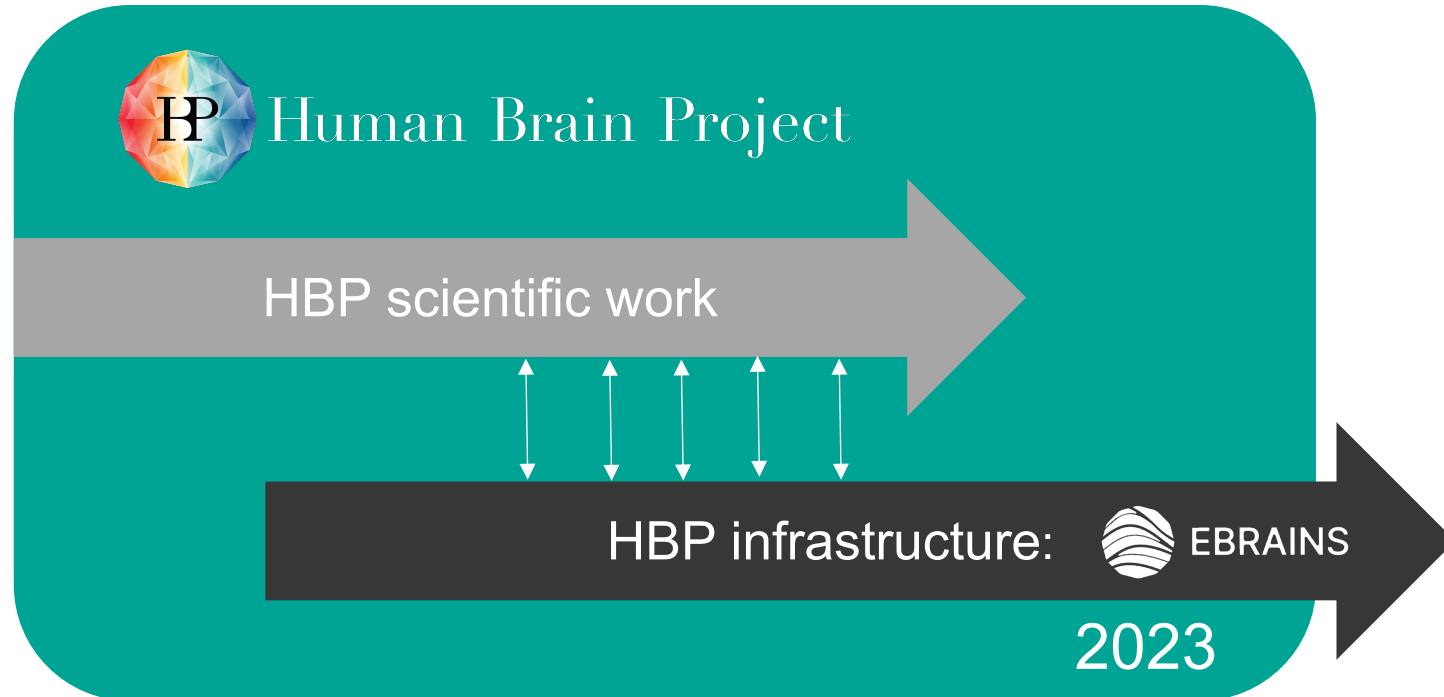 HBP
Human Brain Project
HBP scientific work
HBP infrastructure:
EBRAINS
2023